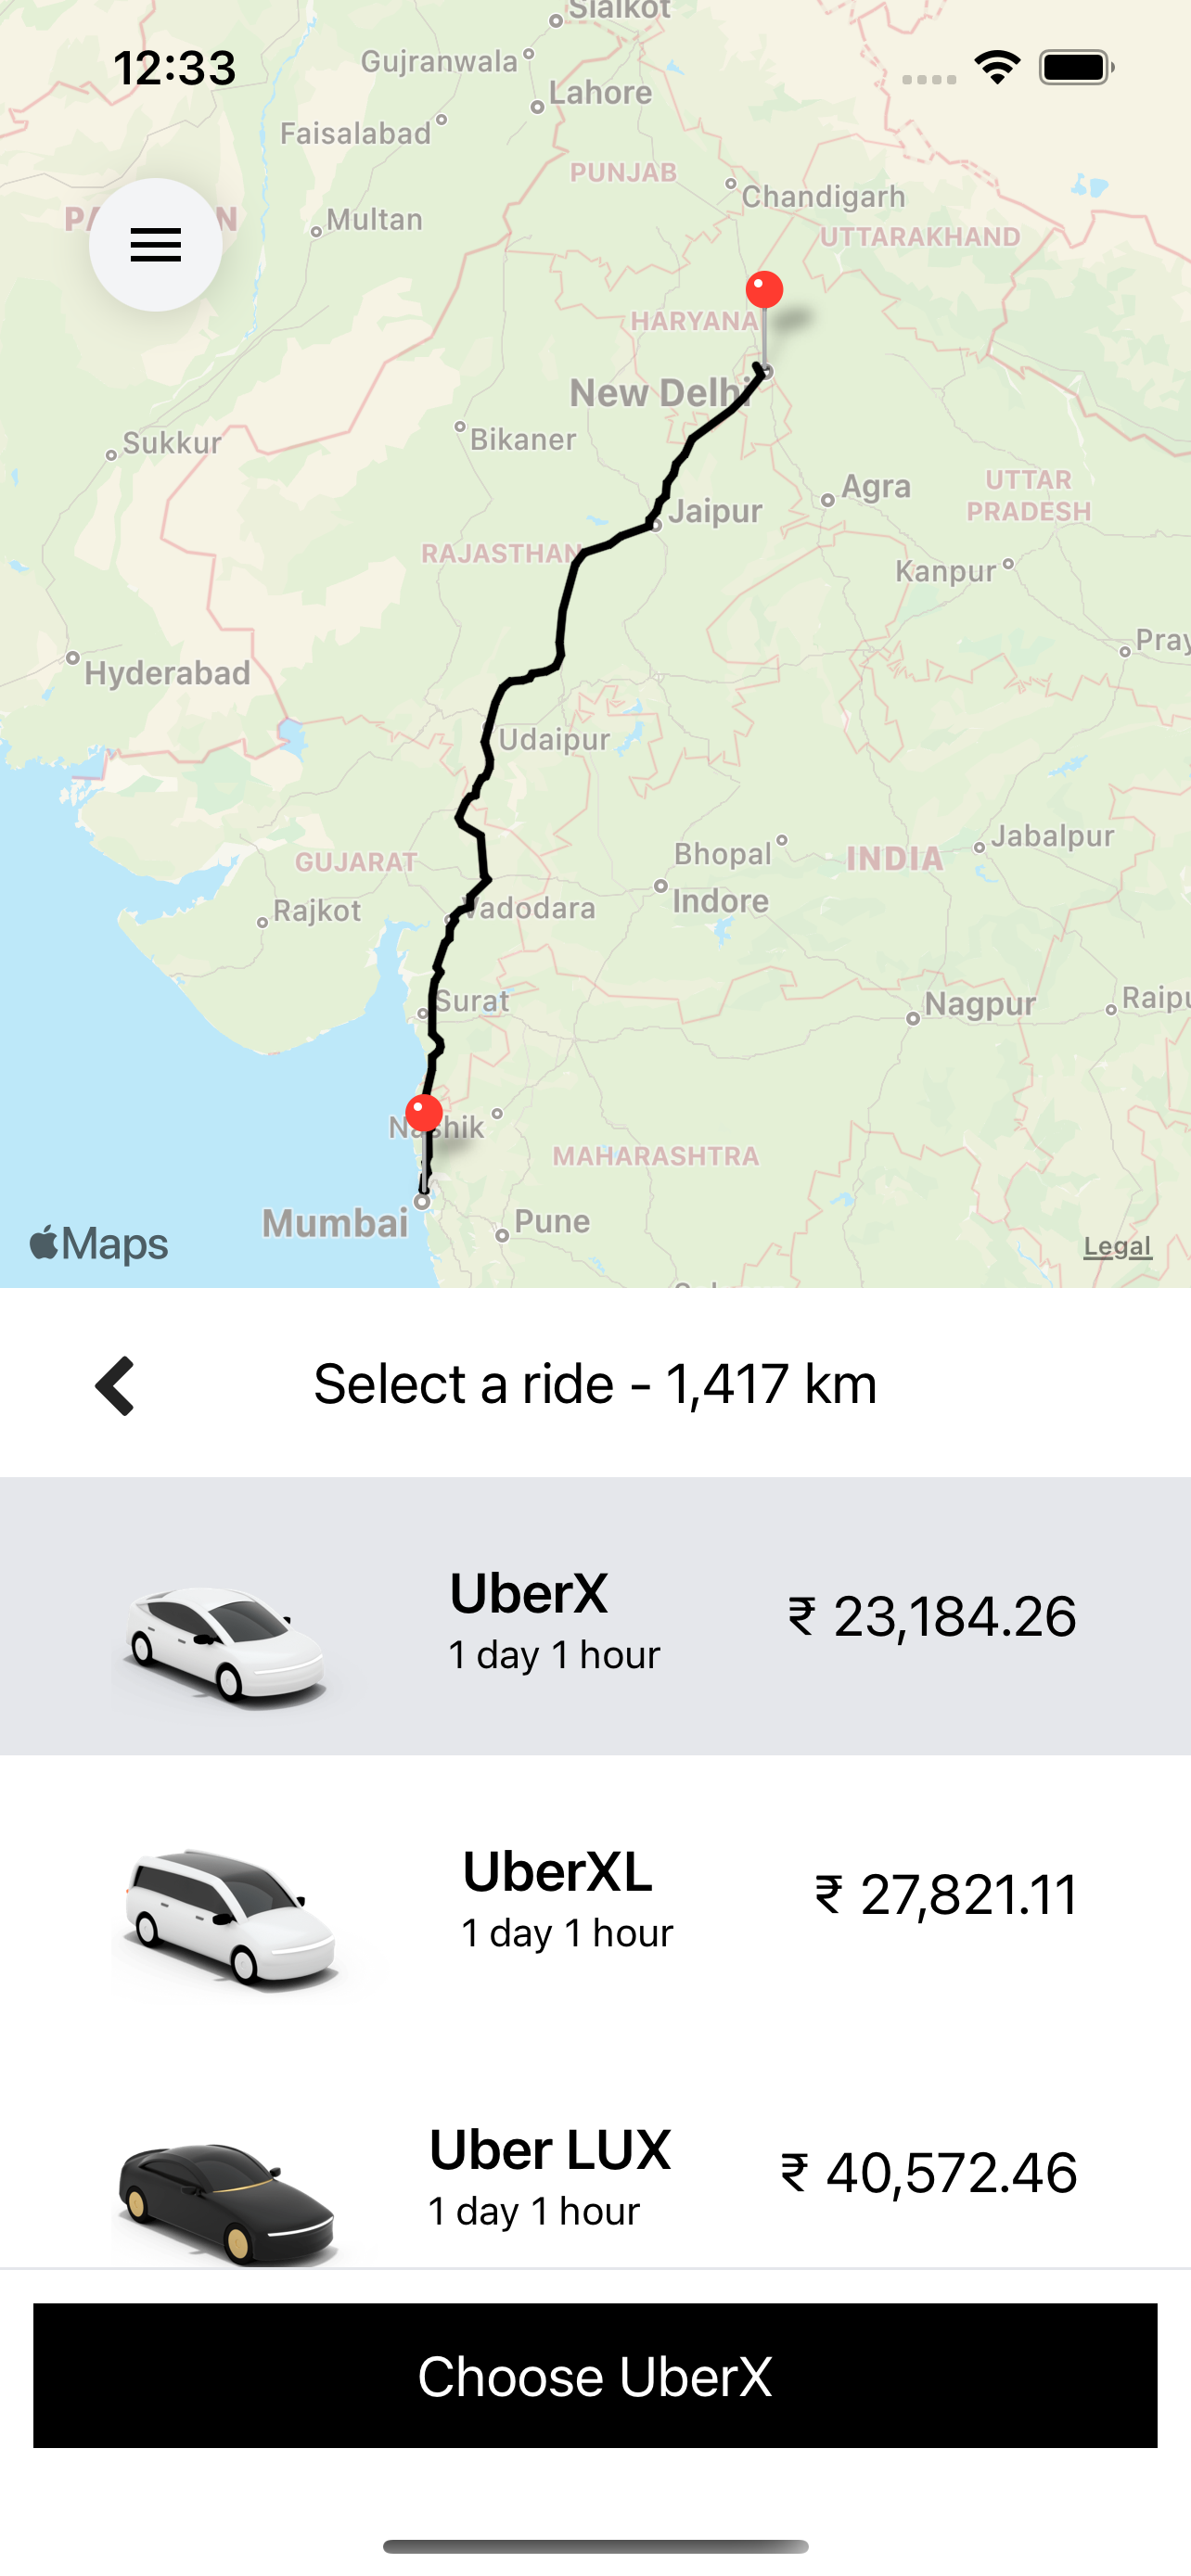 Sialkot
12:33
Gujranwala
Lahore
Faisalabad
PUNJAB
Chandigarh
Multan
UTTARAKHAND
HARYANA
New Delhi
Sukkur
Bikaner
Agra
UTTAR
PRADESH
Jaipur
RAJASTHAN
Kanpur
Hyderabad
Udaipur
Jabalpur
Bhopal
INDIA
GUJARAT
Indore
Rajkot
Vadodara
Surat
Nagpur
Nashik
MAHARASHTRA
Mumbai
Pune
Maps
Legal
Select a ride - 1,417 km
UberX
1 day 1 hour
₹ 23,184.26
UberXL
1 day 1 hour
₹ 27,821.11
Uber LUX
1 day 1 hour
₹ 40,572.46
Choose UberX